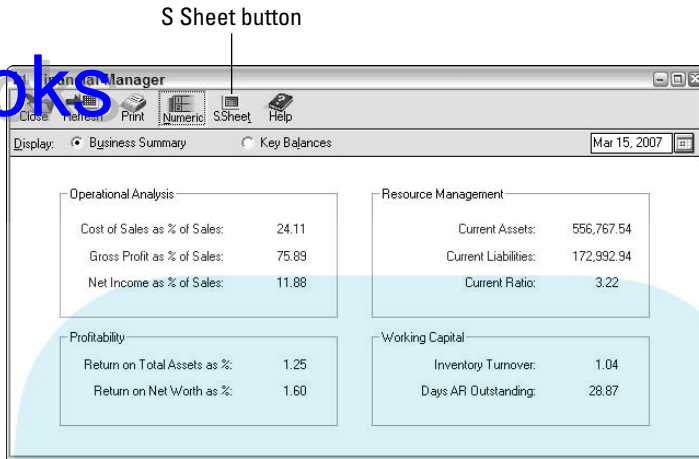 S Sheet button
oks
Financial Manager
Close Refresh Print Numeric S.Sheet Help
Display: Business Summary Key Balances Mar 15, 2007
Operational Analysis
Cost of Sales as % of Sales: 24.11
Gross Profit as % of Sales: 75.89
Net Income as % of Sales: 11.88
Resource Management
Current Assets: 556,767.54
Current Liabilities: 172,992.94
Current Ratio: 3.22
Profitability
Return on Total Assets as %: 1.25
Return on Net Worth as %: 1.60
Working Capital
Inventory Turnover: 1.04
Days AR Outstanding: 28.87